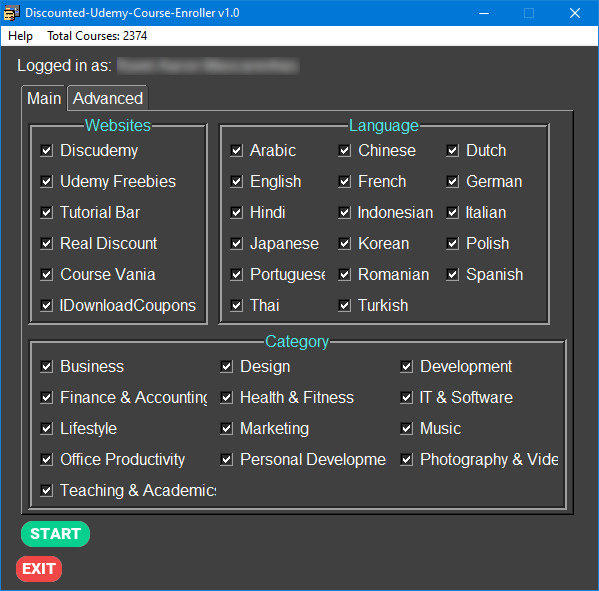 Discounted-Udemy-Course-Enroller v1.0
Help Total Courses: 2374
Logged in as:
Main Advanced
Websites
Discudemy
Udemy Freebies
Tutorial Bar
Real Discount
Course Vania
IDownloadCoupons
Language
Arabic Chinese Dutch
English French German
Hindi Indonesian Italian
Japanese Korean Polish
Portuguese Romanian Spanish
Thai Turkish
Category
Business Design Development
Finance & Accounting Health & Fitness IT & Software
Lifestyle Marketing Music
Office Productivity Personal Developme Photography & Vide
Teaching & Academics
START
EXIT